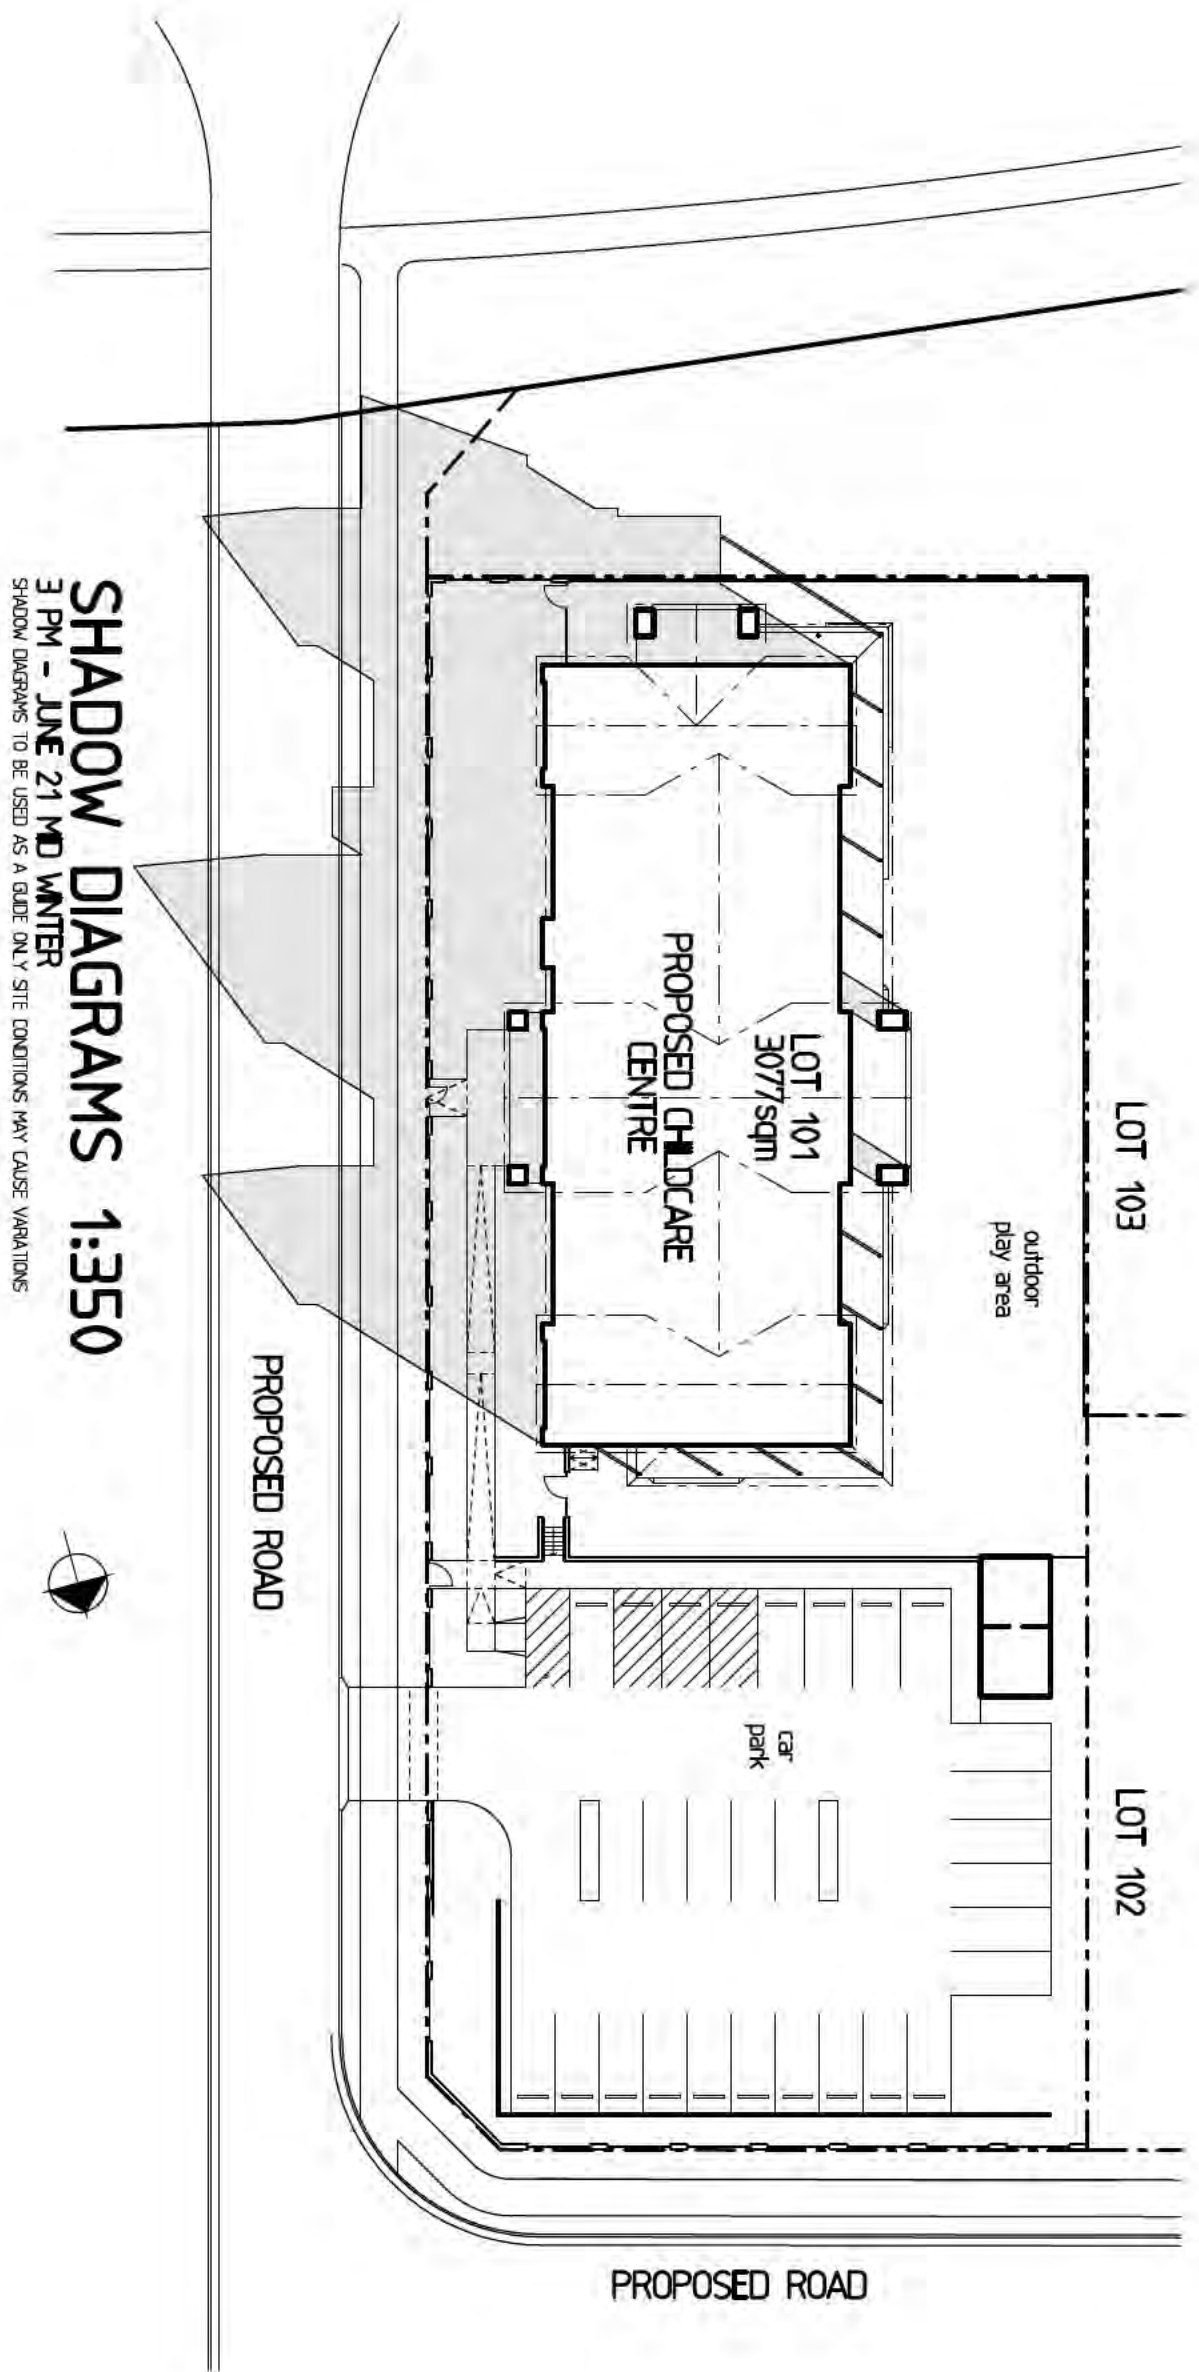 LOT 103
LOT 102
outdoor
play area
LOT 101
3077sqm
PROPOSED CHILDCARE
CENTRE
car
park
PROPOSED ROAD
PROPOSED ROAD
SHADOW DIAGRAMS 1:350
3 PM - JUNE 21 MID WINTER
SHADOW DIAGRAMS TO BE USED AS A GUIDE ONLY SITE CONDITIONS MAY CAUSE VARIATIONS